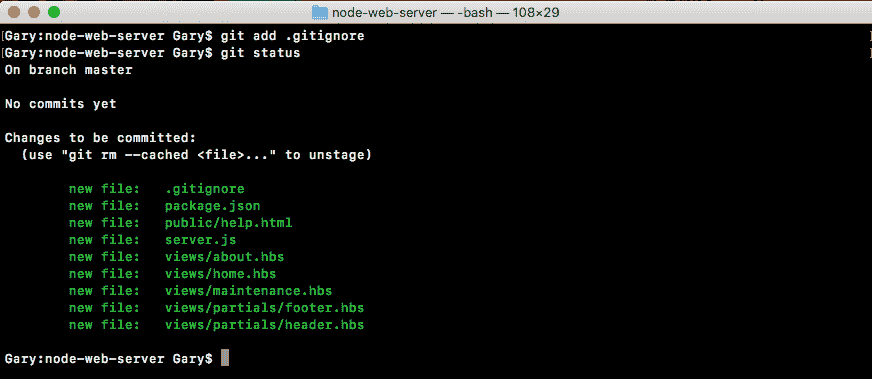 node-web-server — -bash — 108×29
[Gary:node-web-server Gary$ git add .gitignore ]
[Gary:node-web-server Gary$ git status ]
On branch master
No commits yet
Changes to be committed:
(use "git rm --cached <file>..." to unstage)
new file: .gitignore
new file: package.json
new file: public/help.html
new file: server.js
new file: views/about.hbs
new file: views/home.hbs
new file: views/maintenance.hbs
new file: views/partials/footer.hbs
new file: views/partials/header.hbs
Gary:node-web-server Gary$